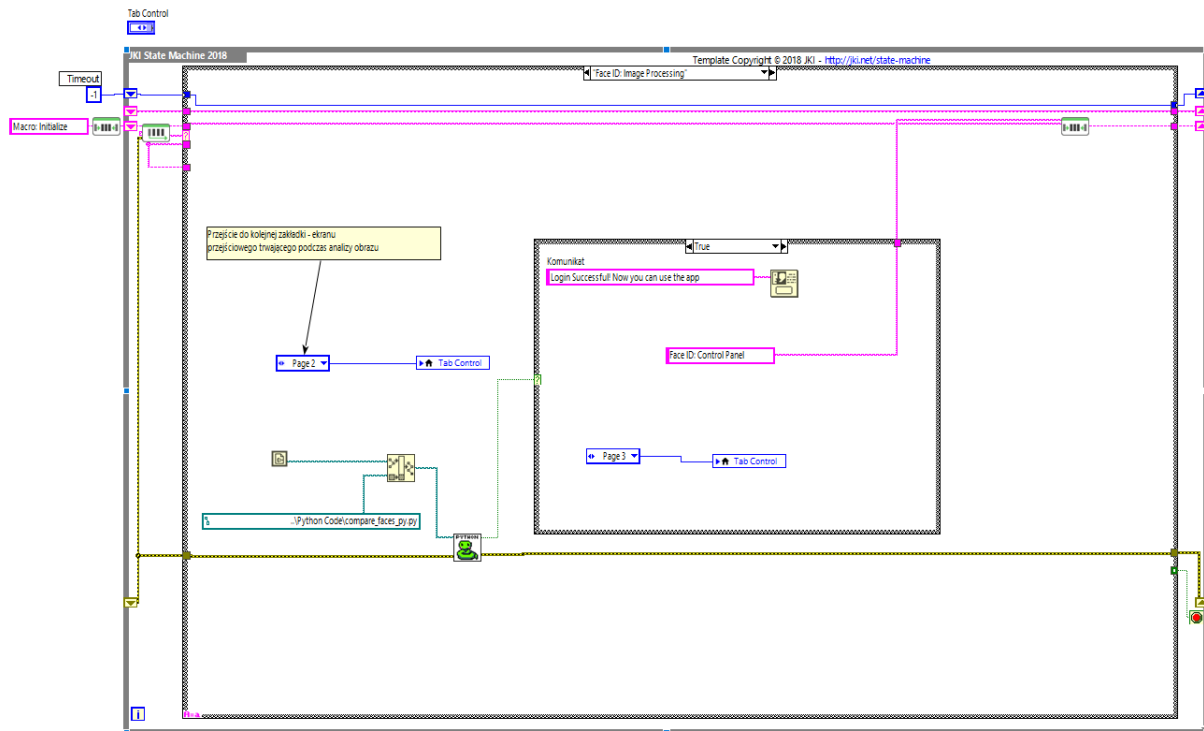 Tab Control
JKI State Machine 2018
Template Copyright © 2018 JKI - http://jki.net/state-machine
"Face ID: Image Processing"
Timeout
-1
Macro: Initialize
Przejście do kolejnej zakładki - ekranu
przejściowego trwającego podczas analizy obrazu
True
Komunikat
Login Successful! Now you can use the app
Face ID: Control Panel
Page 2
Tab Control
Page 3
Tab Control
..\Python Code\compare_faces_py.py
PYTHON
i